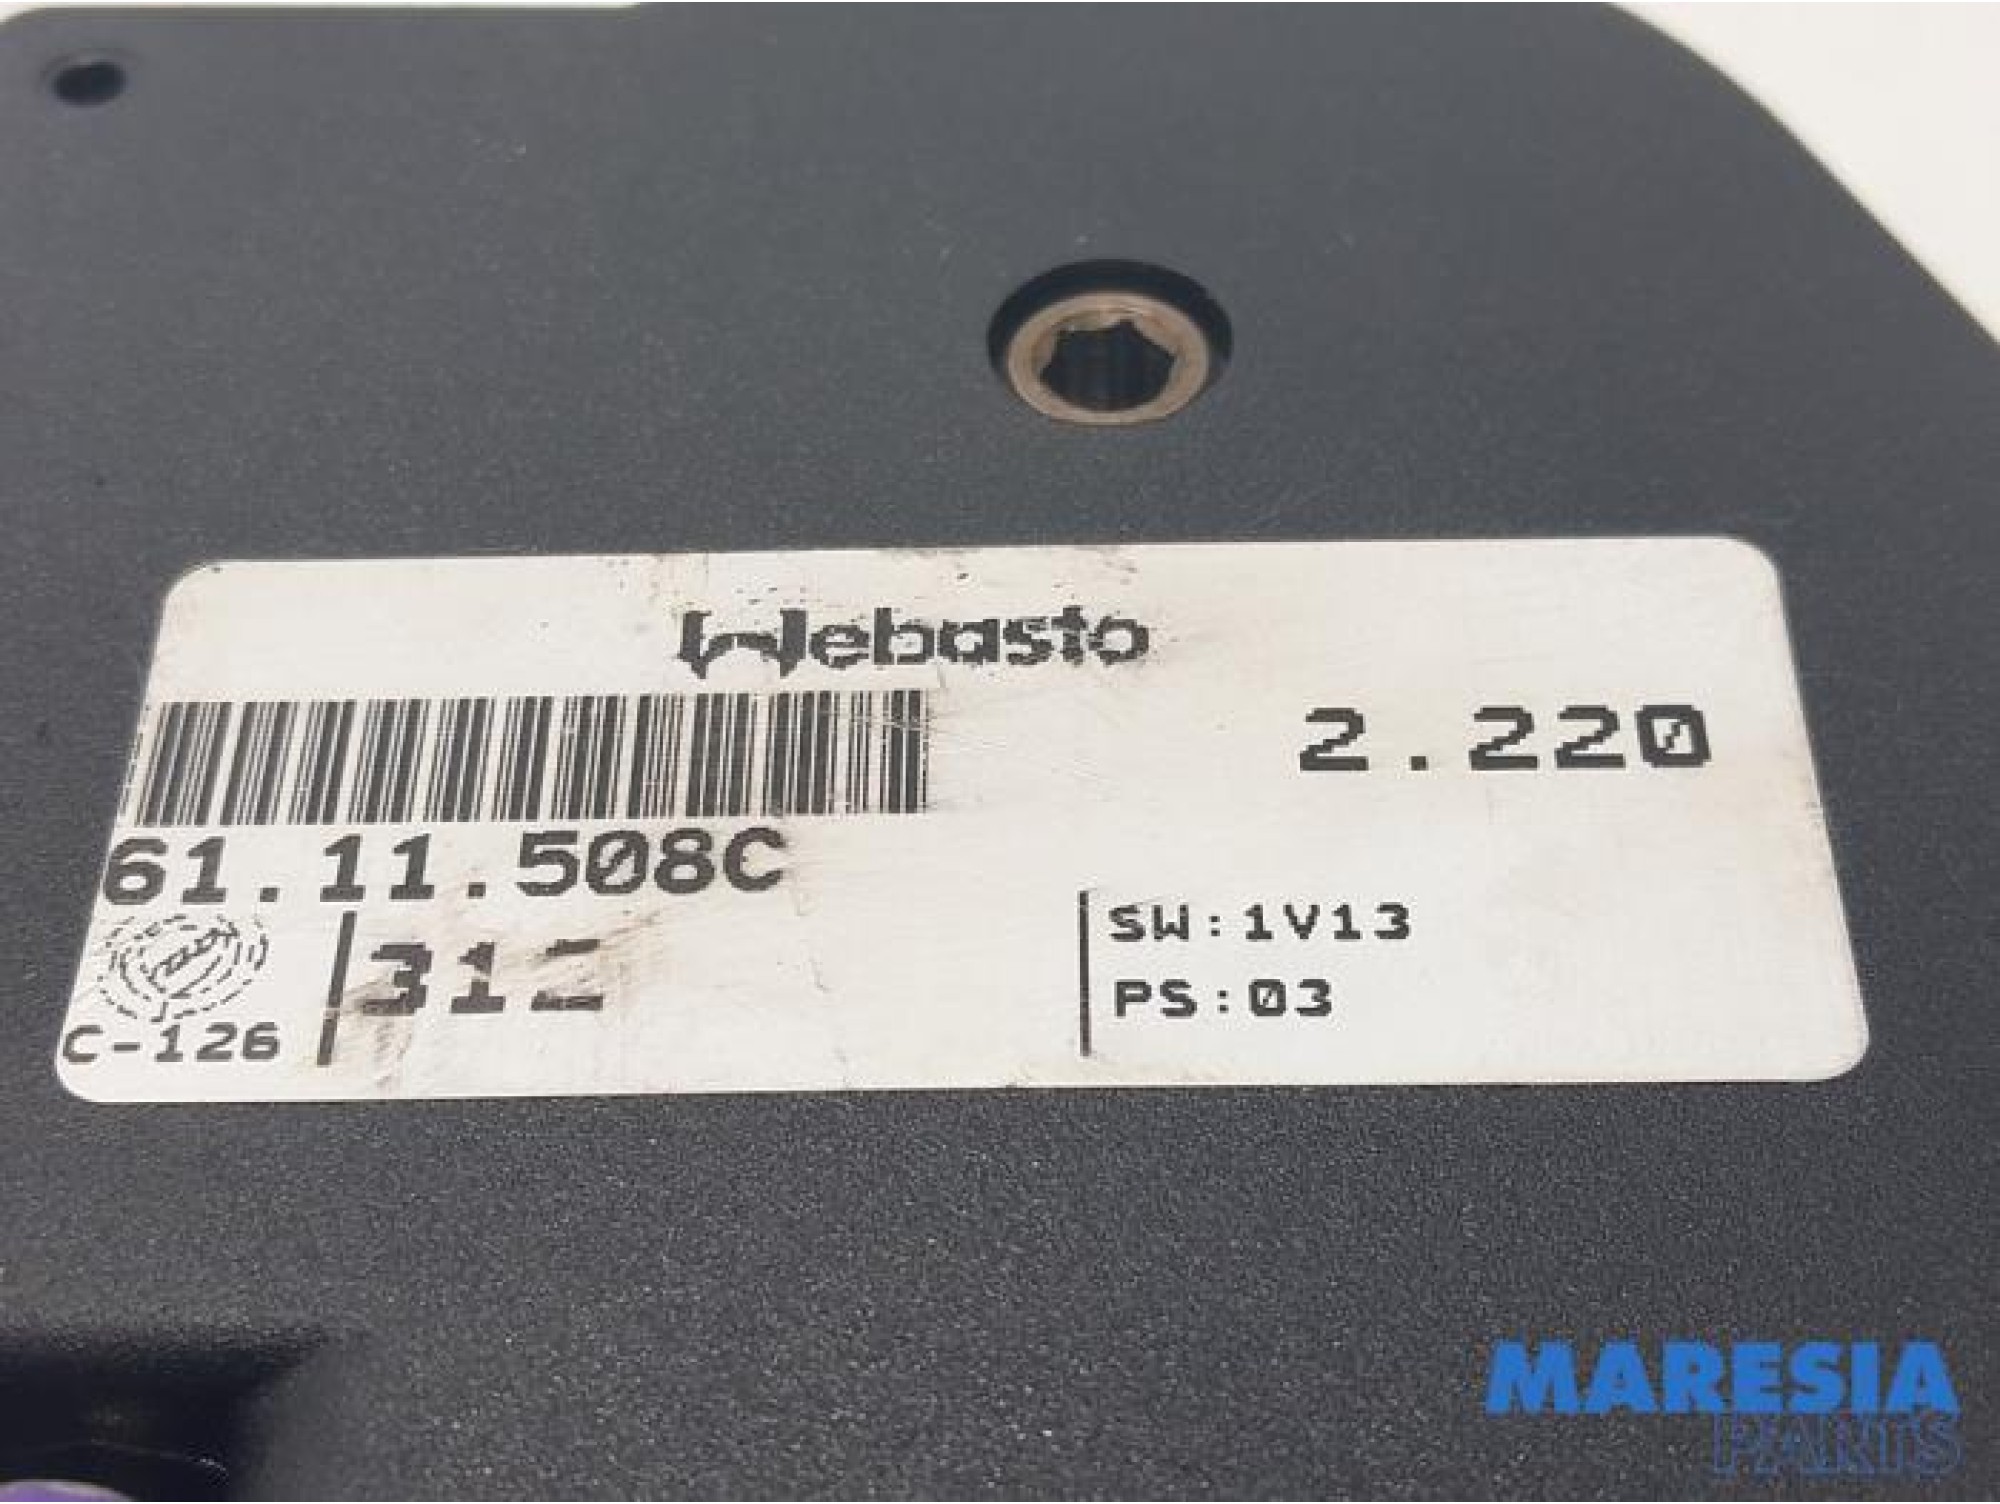 Webasto
2.220
61.11.508C
312
C-126
SW:1V13
PS:03
MARESIA
PARTS